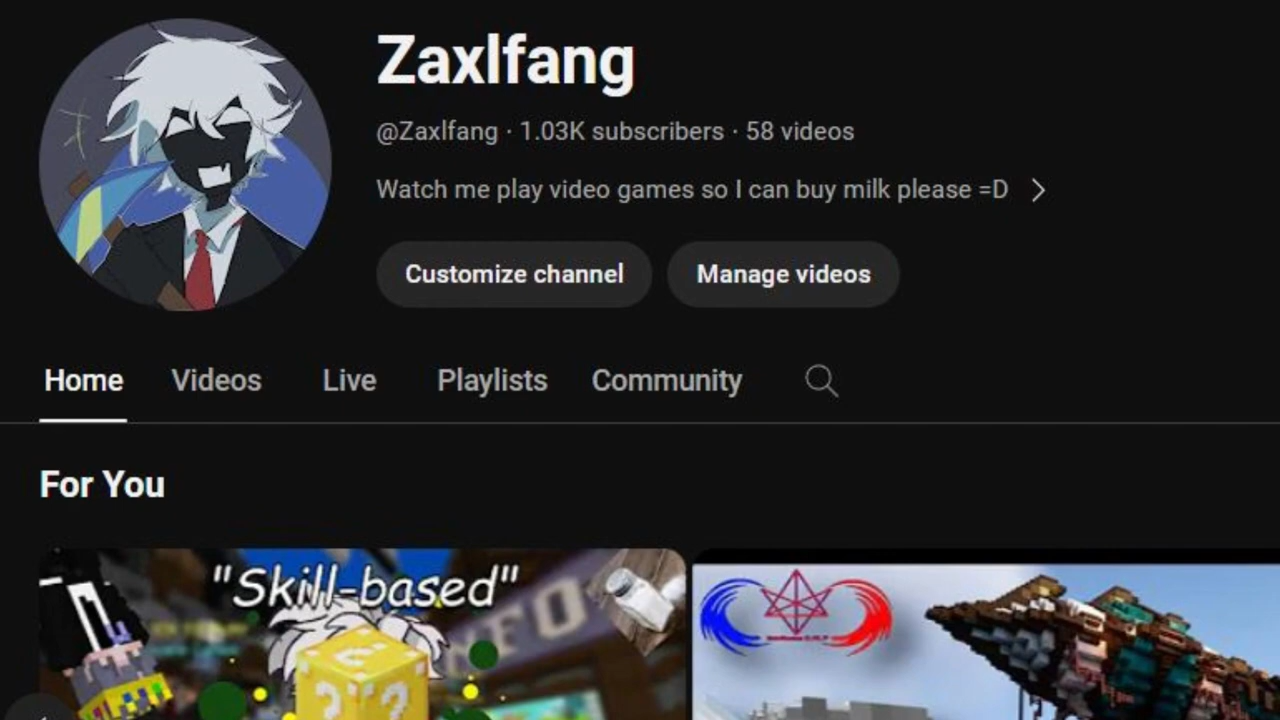 Zaxlfang
@Zaxlfang · 1.03K subscribers · 58 videos
Watch me play video games so I can buy milk please =D
Customize channel
Manage videos
Home
Videos
Live
Playlists
Community
For You
"Skill-based"
? ? ?